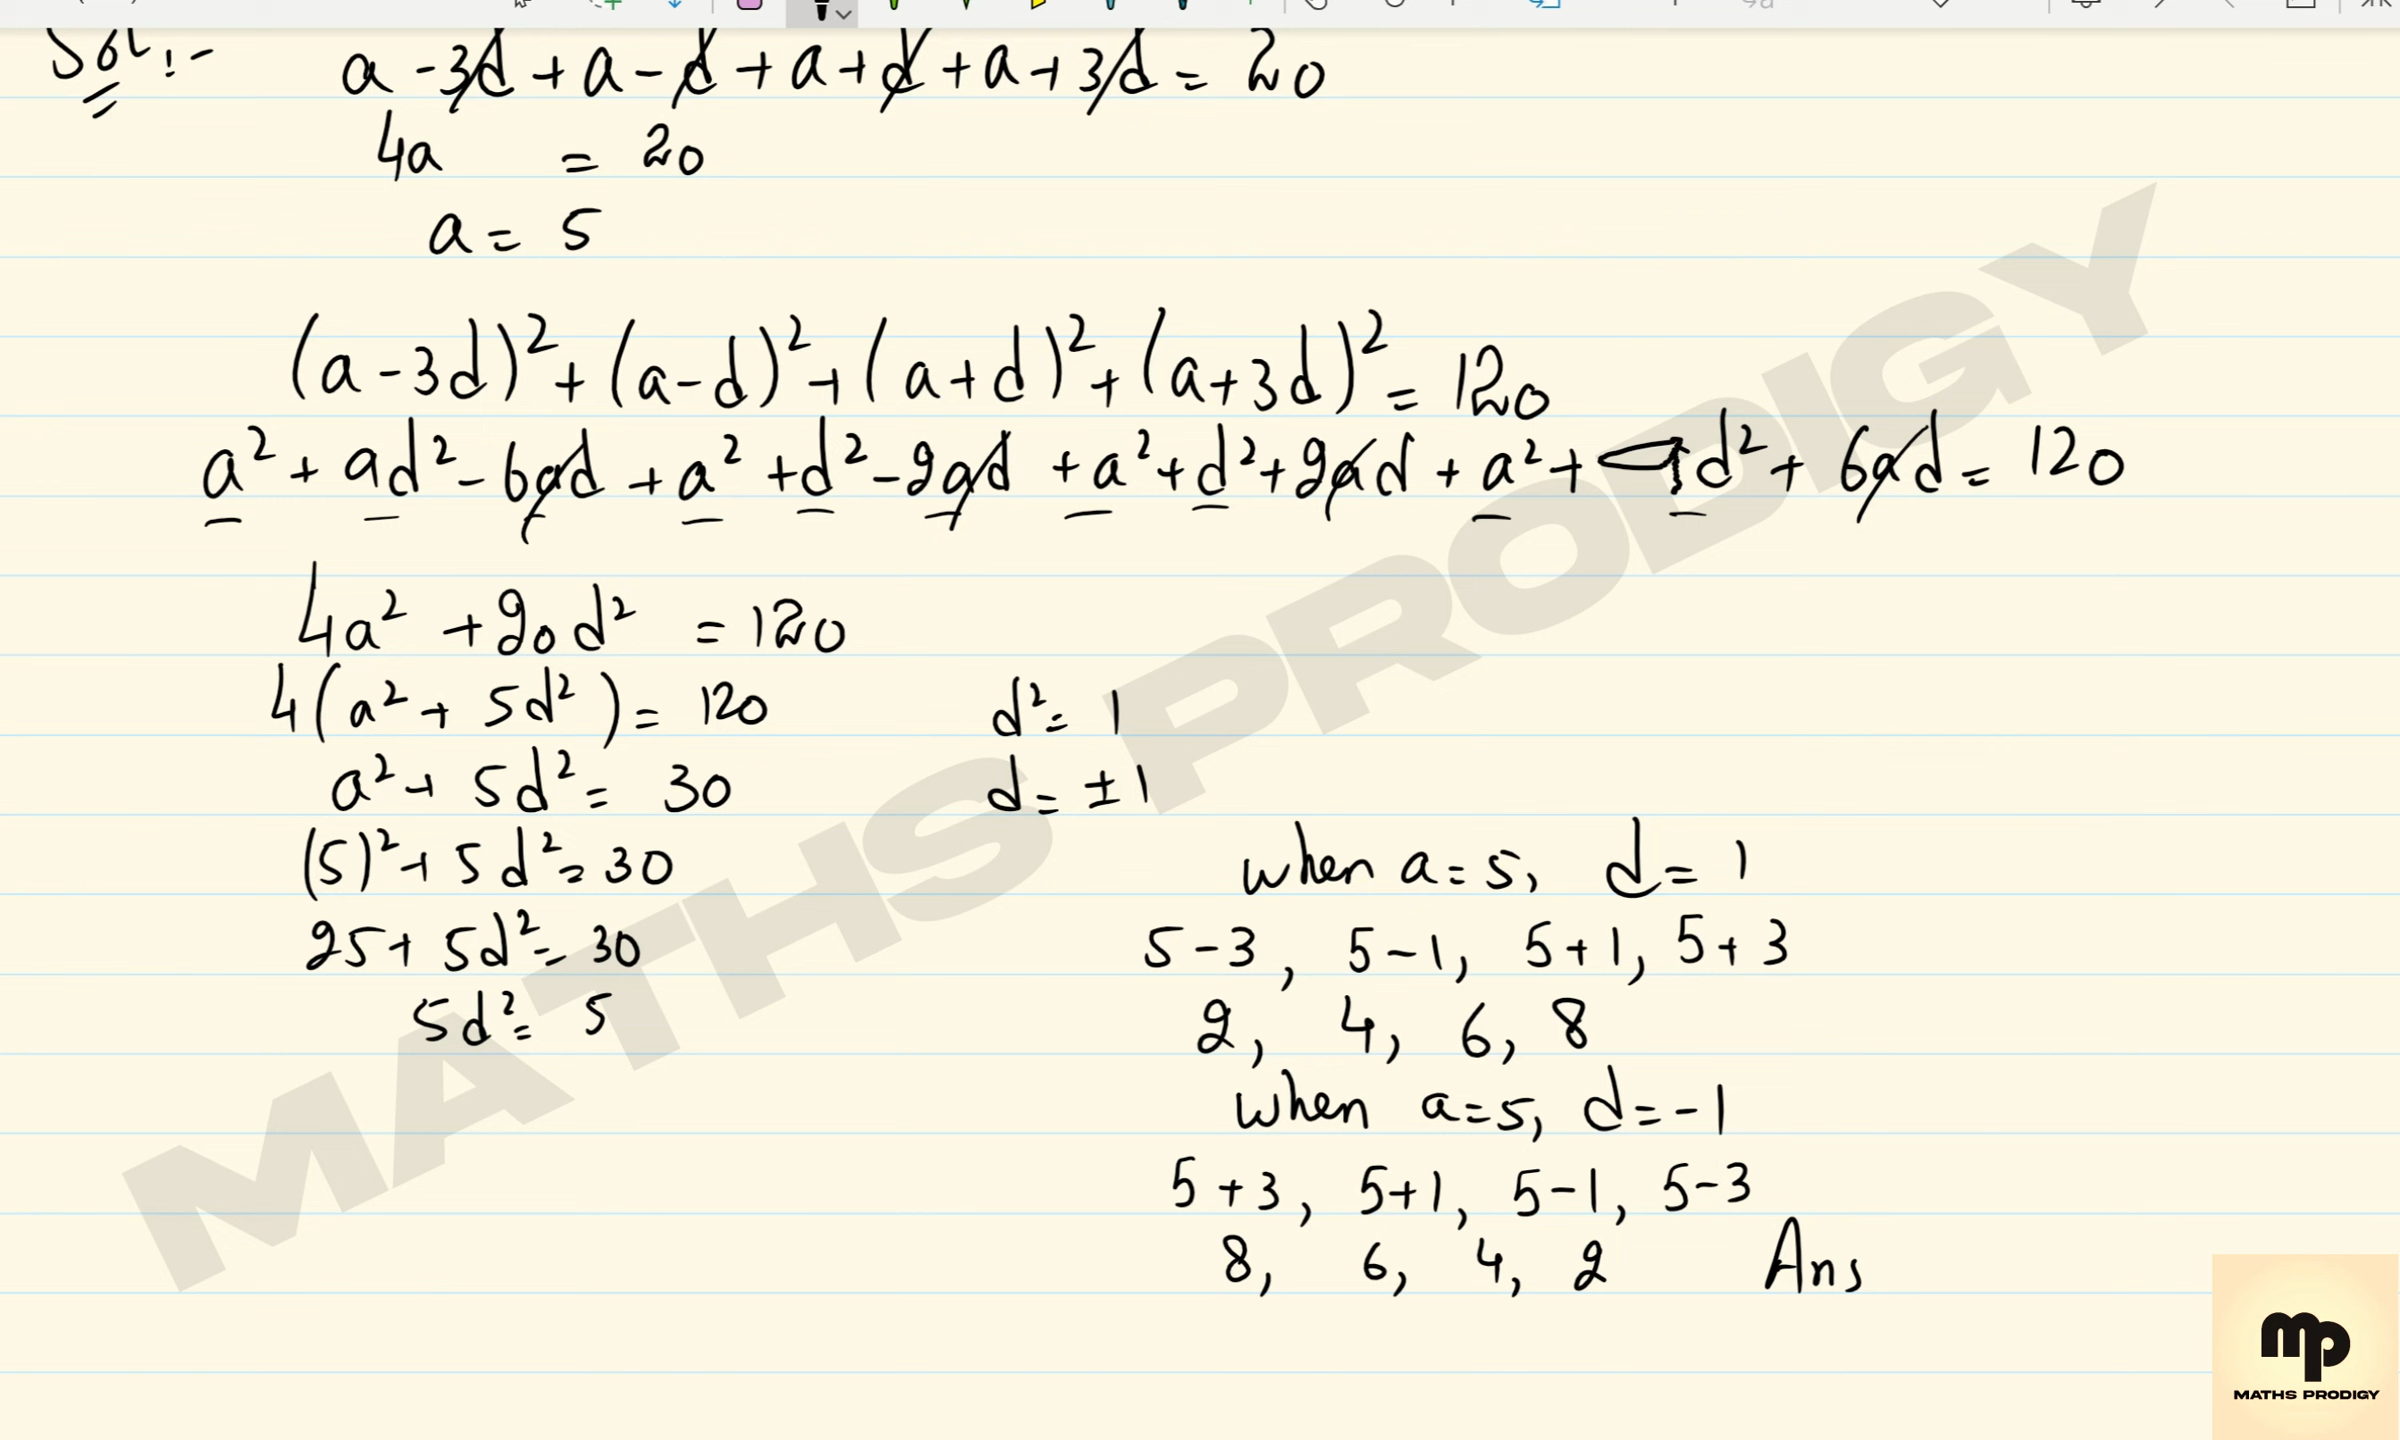 Sol:-
a - 3d + a - d + a + d + a + 3d = 20
4a = 20
a = 5
(a - 3d)² + (a - d)² + (a + d)² + (a + 3d)² = 120
a² + 9d² - 6ad + a² + d² - 2ad + a² + d² + 2ad + a² + 9d² + 6ad = 120
4a² + 20d² = 120
4(a² + 5d²) = 120
a² + 5d² = 30
(5)² + 5d² = 30
25 + 5d² = 30
5d² = 5
d² = 1
d = ±1
when a = 5, d = 1
5 - 3, 5 - 1, 5 + 1, 5 + 3
2, 4, 6, 8
when a = 5, d = -1
5 + 3, 5 + 1, 5 - 1, 5 - 3
8, 6, 4, 2 Ans
MATHS PRODIGY
mp
MATHS PRODIGY